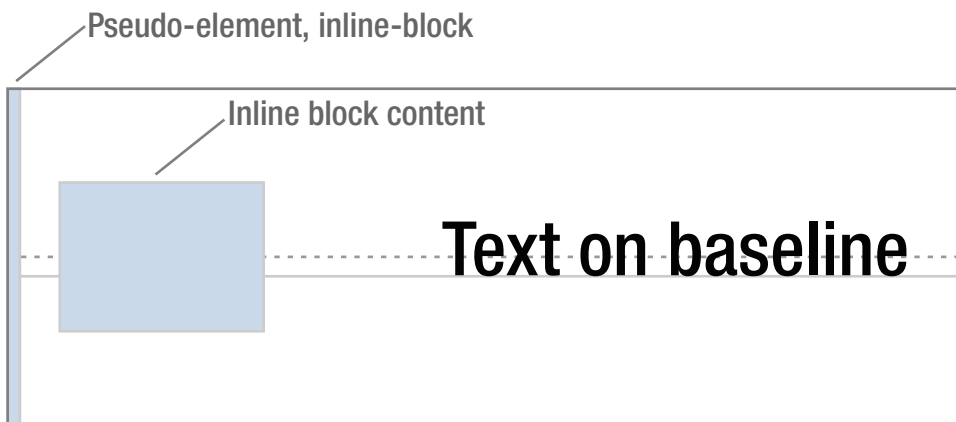 Pseudo-element, inline-block
Inline block content
Text on baseline